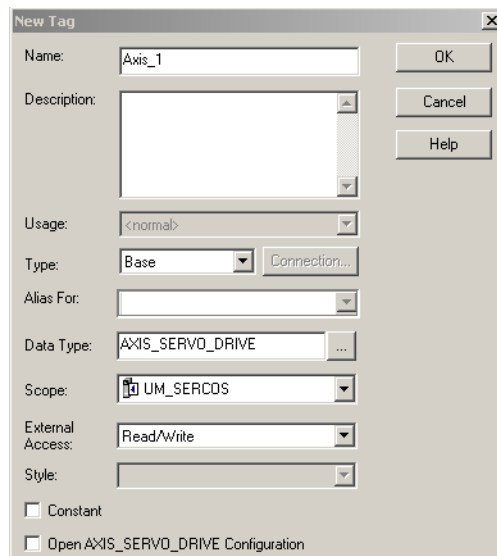 New Tag
Name: Axis_1 OK
Description: Cancel
Help
Usage: <normal>
Type: Base Connection...
Alias For:
Data Type: AXIS_SERVO_DRIVE ...
Scope: UM_SERCOS
External Access: Read/Write
Style:
Constant
Open AXIS_SERVO_DRIVE Configuration